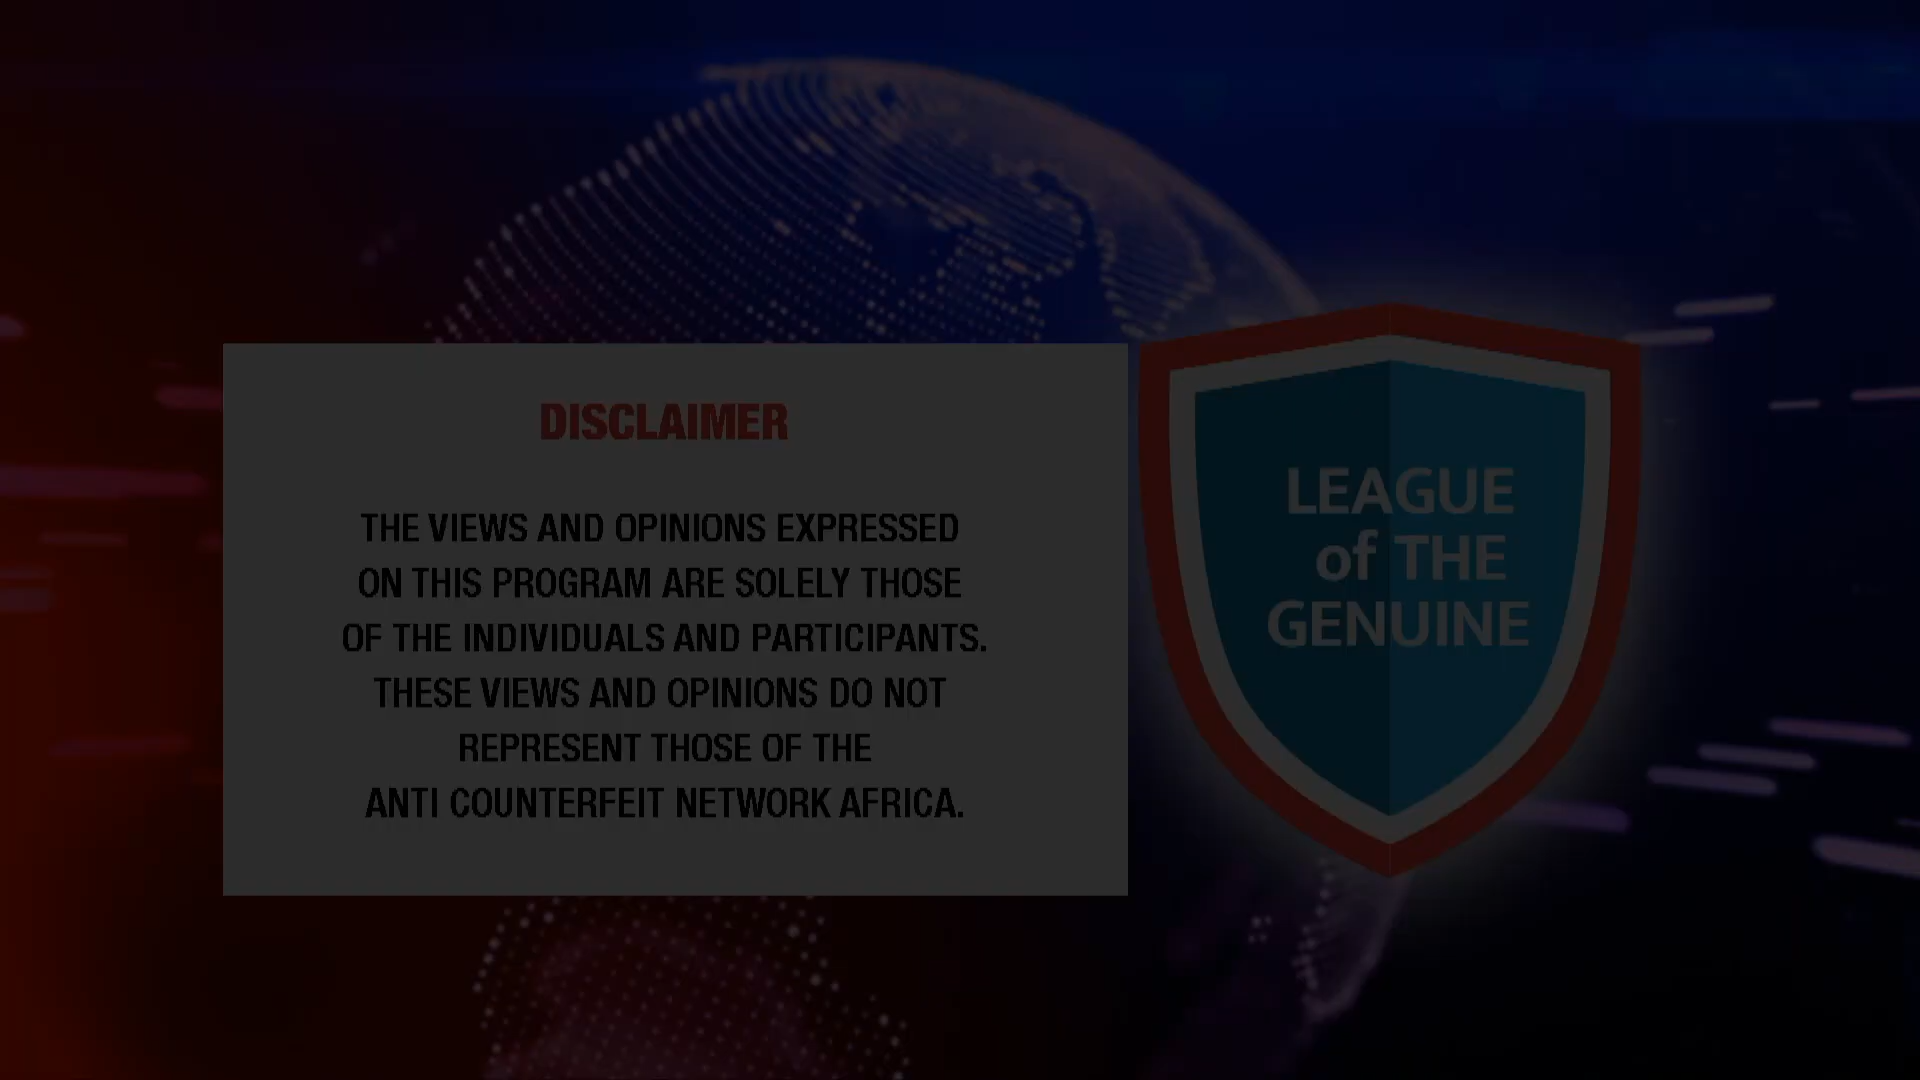 DISCLAIMER
THE VIEWS AND OPINIONS EXPRESSED
ON THIS PROGRAM ARE SOLELY THOSE
OF THE INDIVIDUALS AND PARTICIPANTS.
THESE VIEWS AND OPINIONS DO NOT
REPRESENT THOSE OF THE
ANTI COUNTERFEIT NETWORK AFRICA.
LEAGUE
of THE
GENUINE